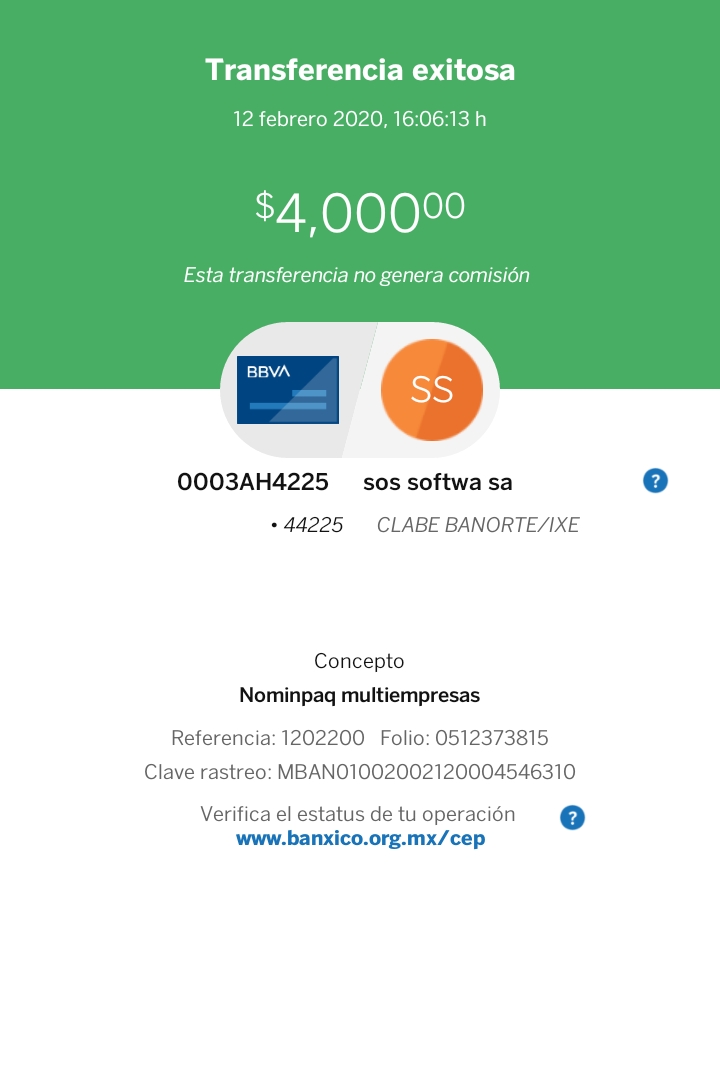 Transferencia exitosa
12 febrero 2020, 16:06:13 h
$4,00000
Esta transferencia no genera comisión
BBVA
SS
0003AH4225 sos softwa sa ?
• 44225 CLABE BANORTE/IXE
Concepto
Nominpaq multiempresas
Referencia: 1202200 Folio: 0512373815
Clave rastreo: MBAN01002002120004546310
Verifica el estatus de tu operación ?
www.banxico.org.mx/cep